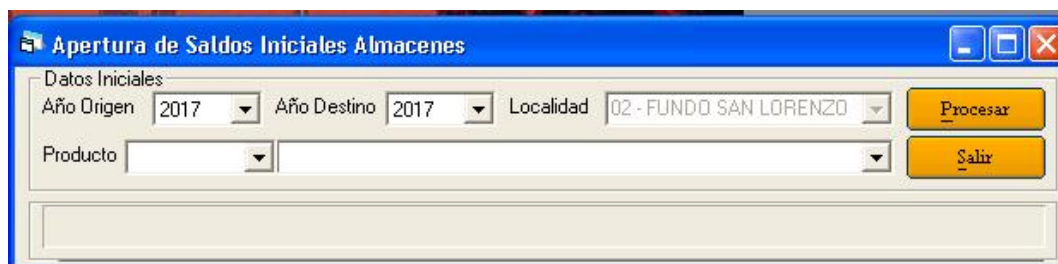 Apertura de Saldos Iniciales Almacenes
Datos Iniciales
Año Origen 2017 Año Destino 2017 Localidad 02 - FUNDO SAN LORENZO Procesar
Producto Salir